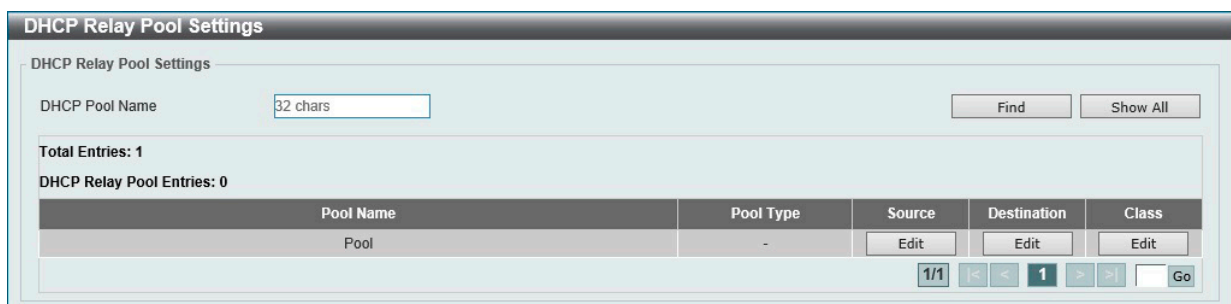 DHCP Relay Pool Settings
DHCP Relay Pool Settings
DHCP Pool Name 32 chars Find Show All
Total Entries: 1
DHCP Relay Pool Entries: 0
Pool Name Pool Type Source Destination Class
Pool - Edit Edit Edit
1/1 |< < 1 > >| Go